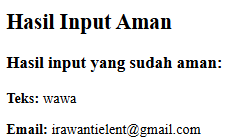 Hasil Input Aman
Hasil input yang sudah aman:
Teks: wawa
Email: irawantielent@gmail.com